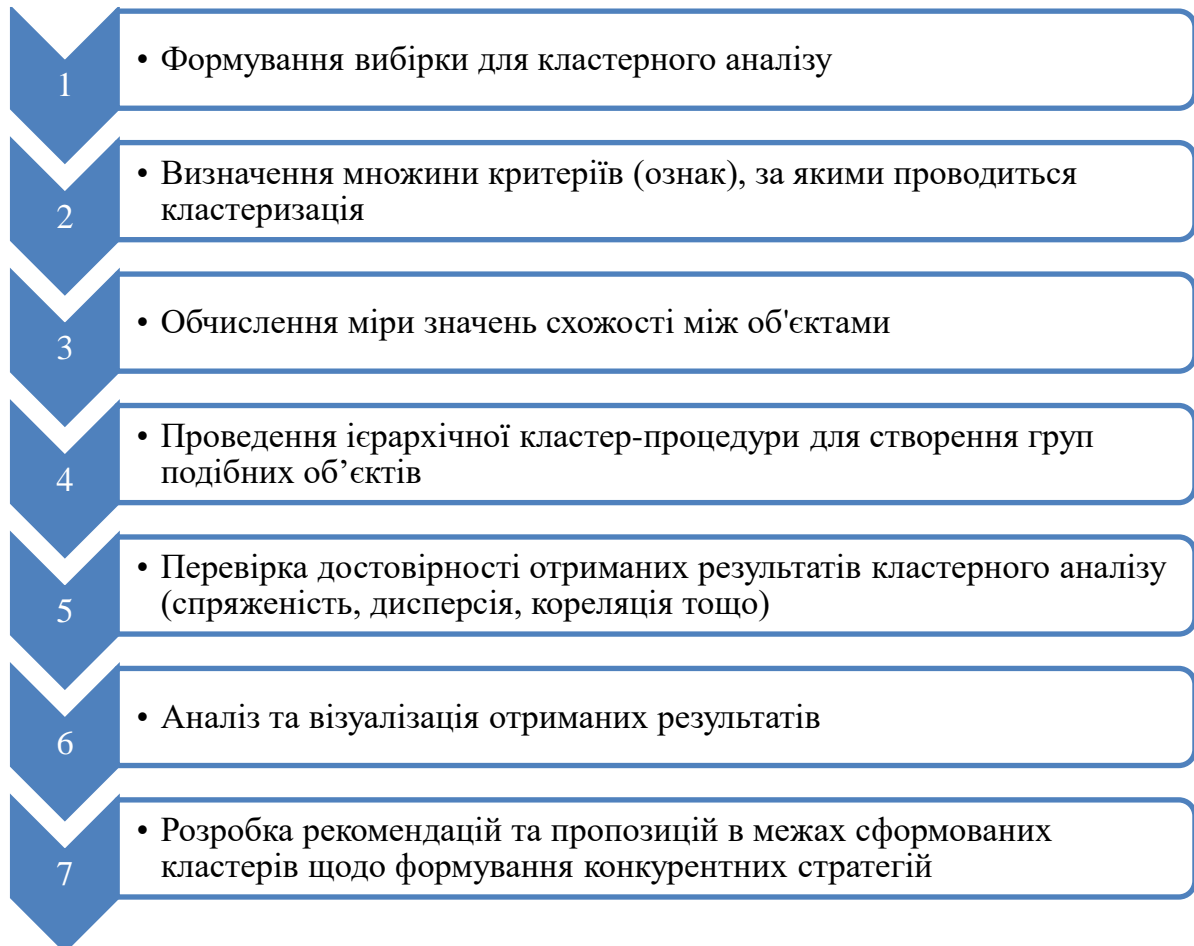 1
• Формування вибірки для кластерного аналізу
2
• Визначення множини критеріїв (ознак), за якими проводиться
кластеризація
3
• Обчислення міри значень схожості між об'єктами
4
• Проведення ієрархічної кластер-процедури для створення груп
подібних об’єктів
5
• Перевірка достовірності отриманих результатів кластерного аналізу
(спряженість, дисперсія, кореляція тощо)
6
• Аналіз та візуалізація отриманих результатів
7
• Розробка рекомендацій та пропозицій в межах сформованих
кластерів щодо формування конкурентних стратегій